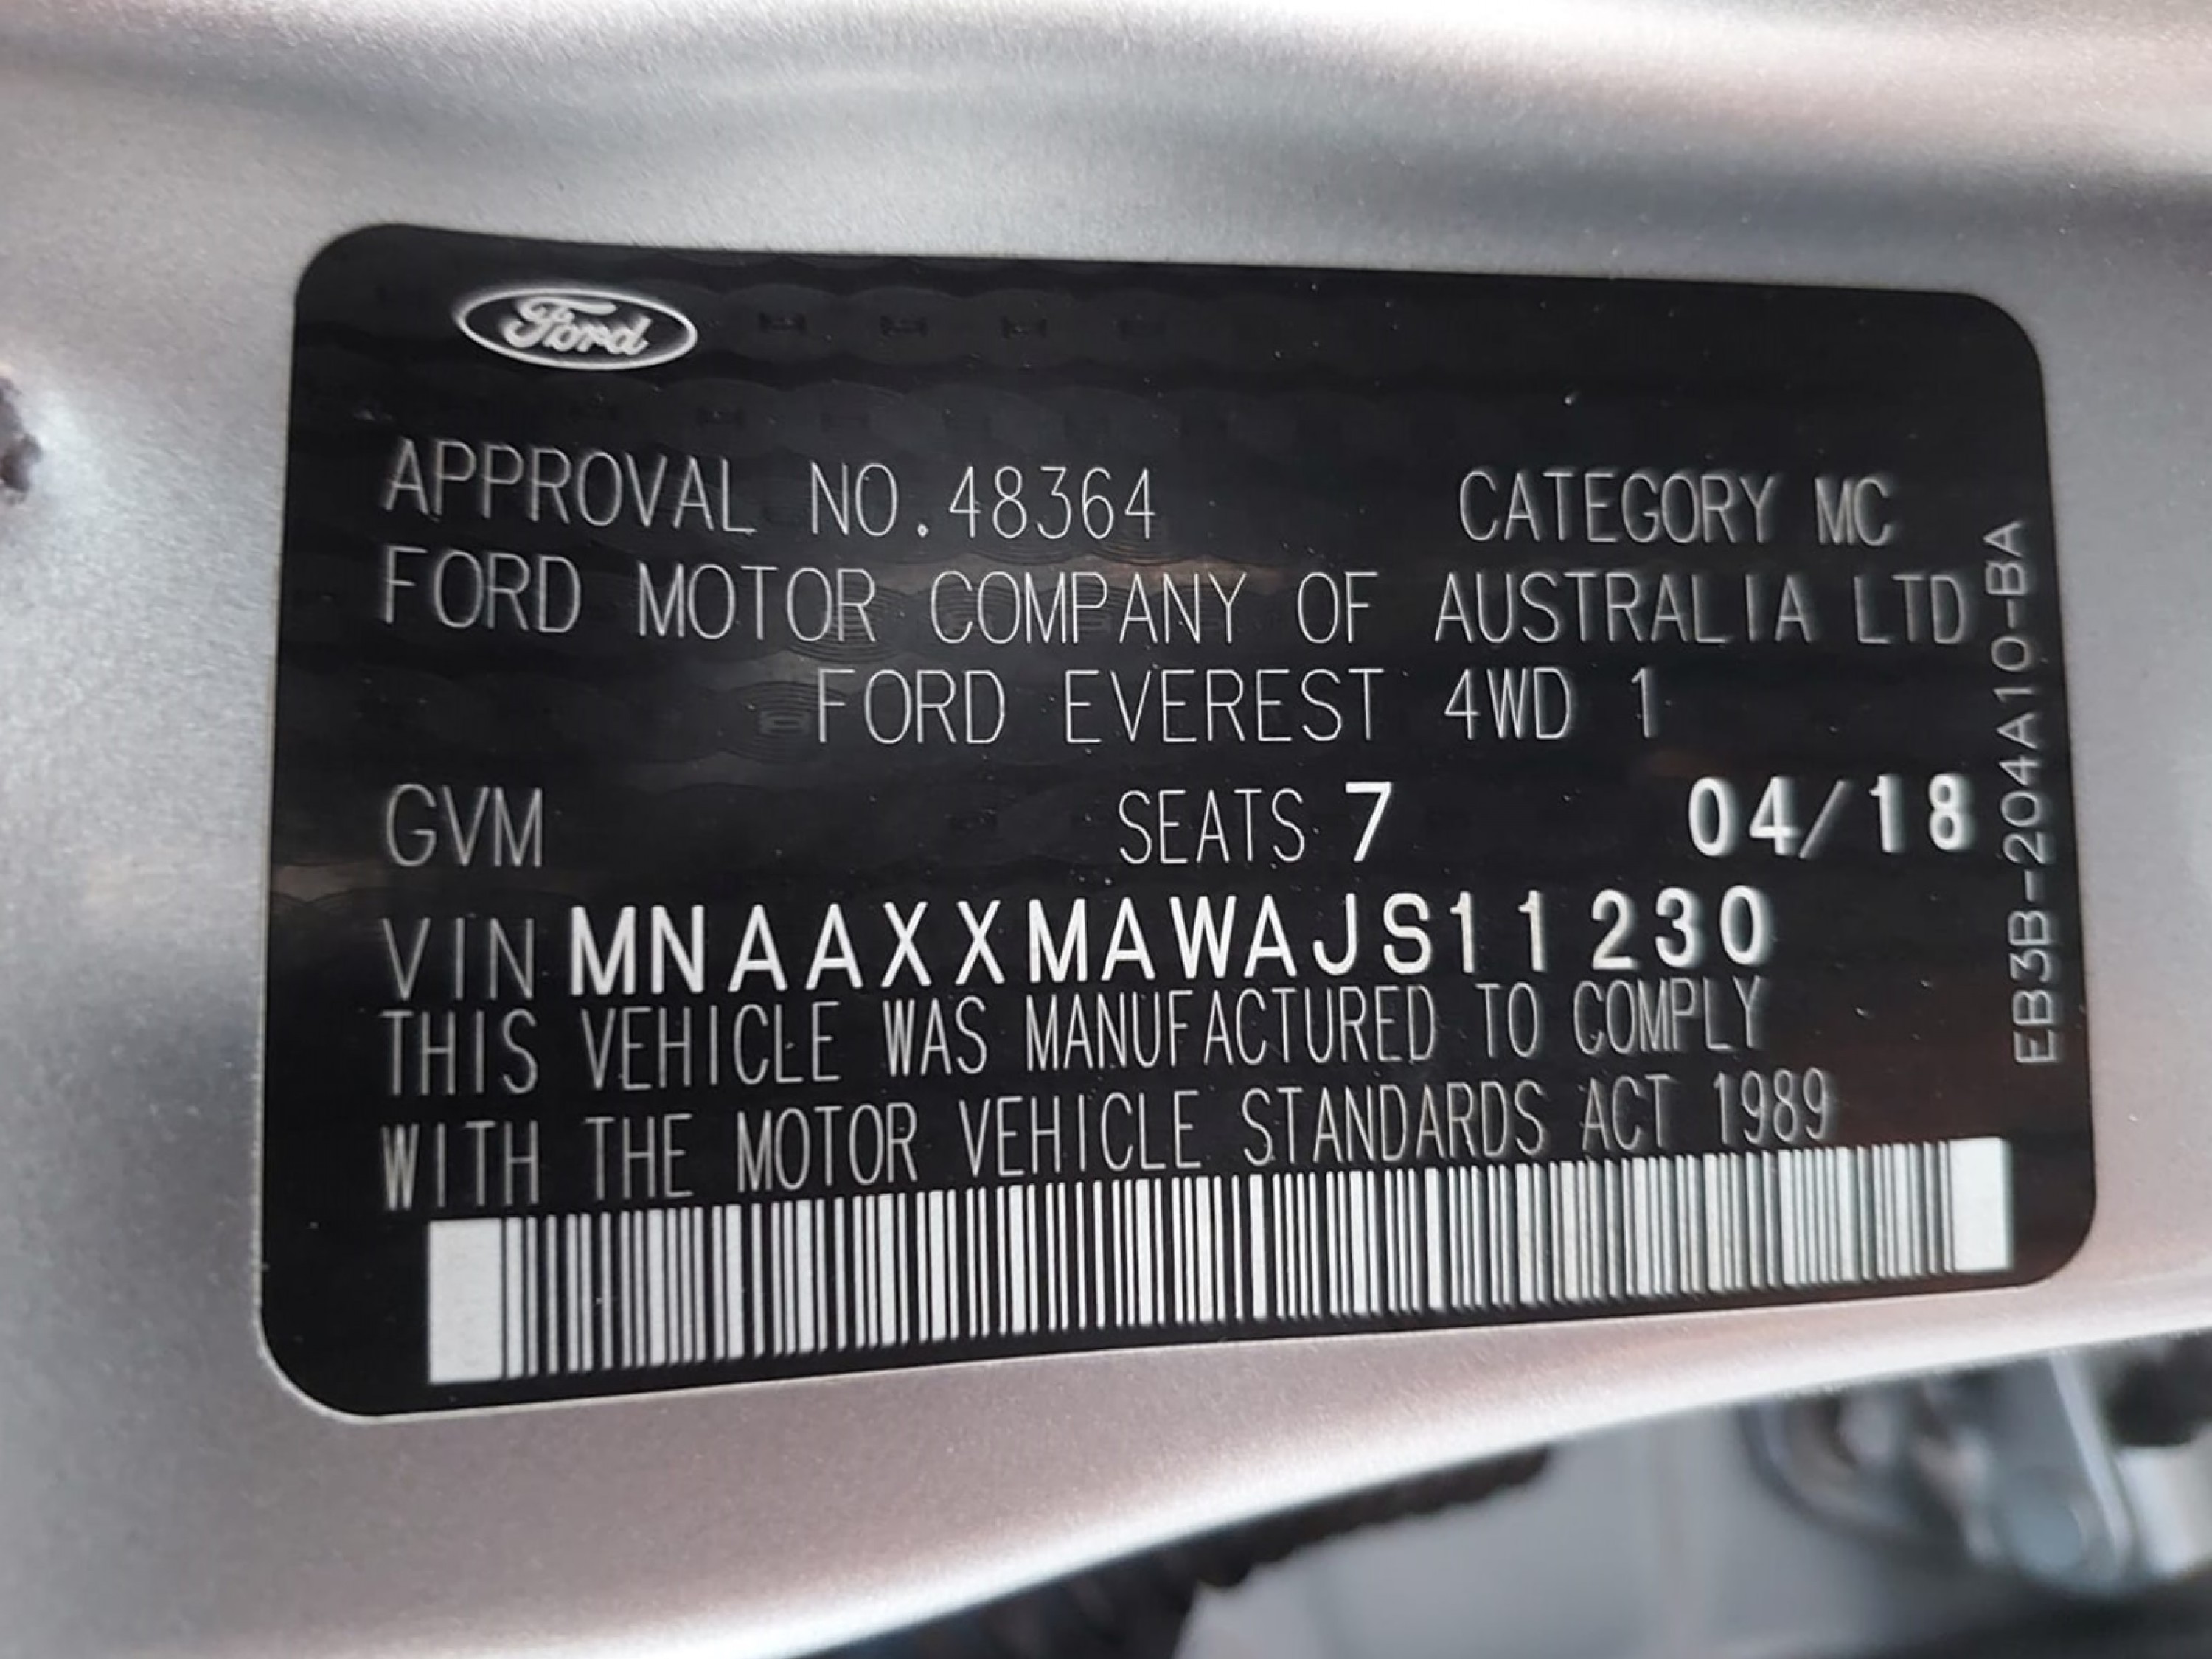 Ford
APPROVAL NO.48364 CATEGORY MC
FORD MOTOR COMPANY OF AUSTRALIA LTD
FORD EVEREST 4WD 1
GVM SEATS 7 04/18
VIN MNAAXXMAWAJS11230
THIS VEHICLE WAS MANUFACTURED TO COMPLY
WITH THE MOTOR VEHICLE STANDARDS ACT 1989
EB3B-204A10-BA